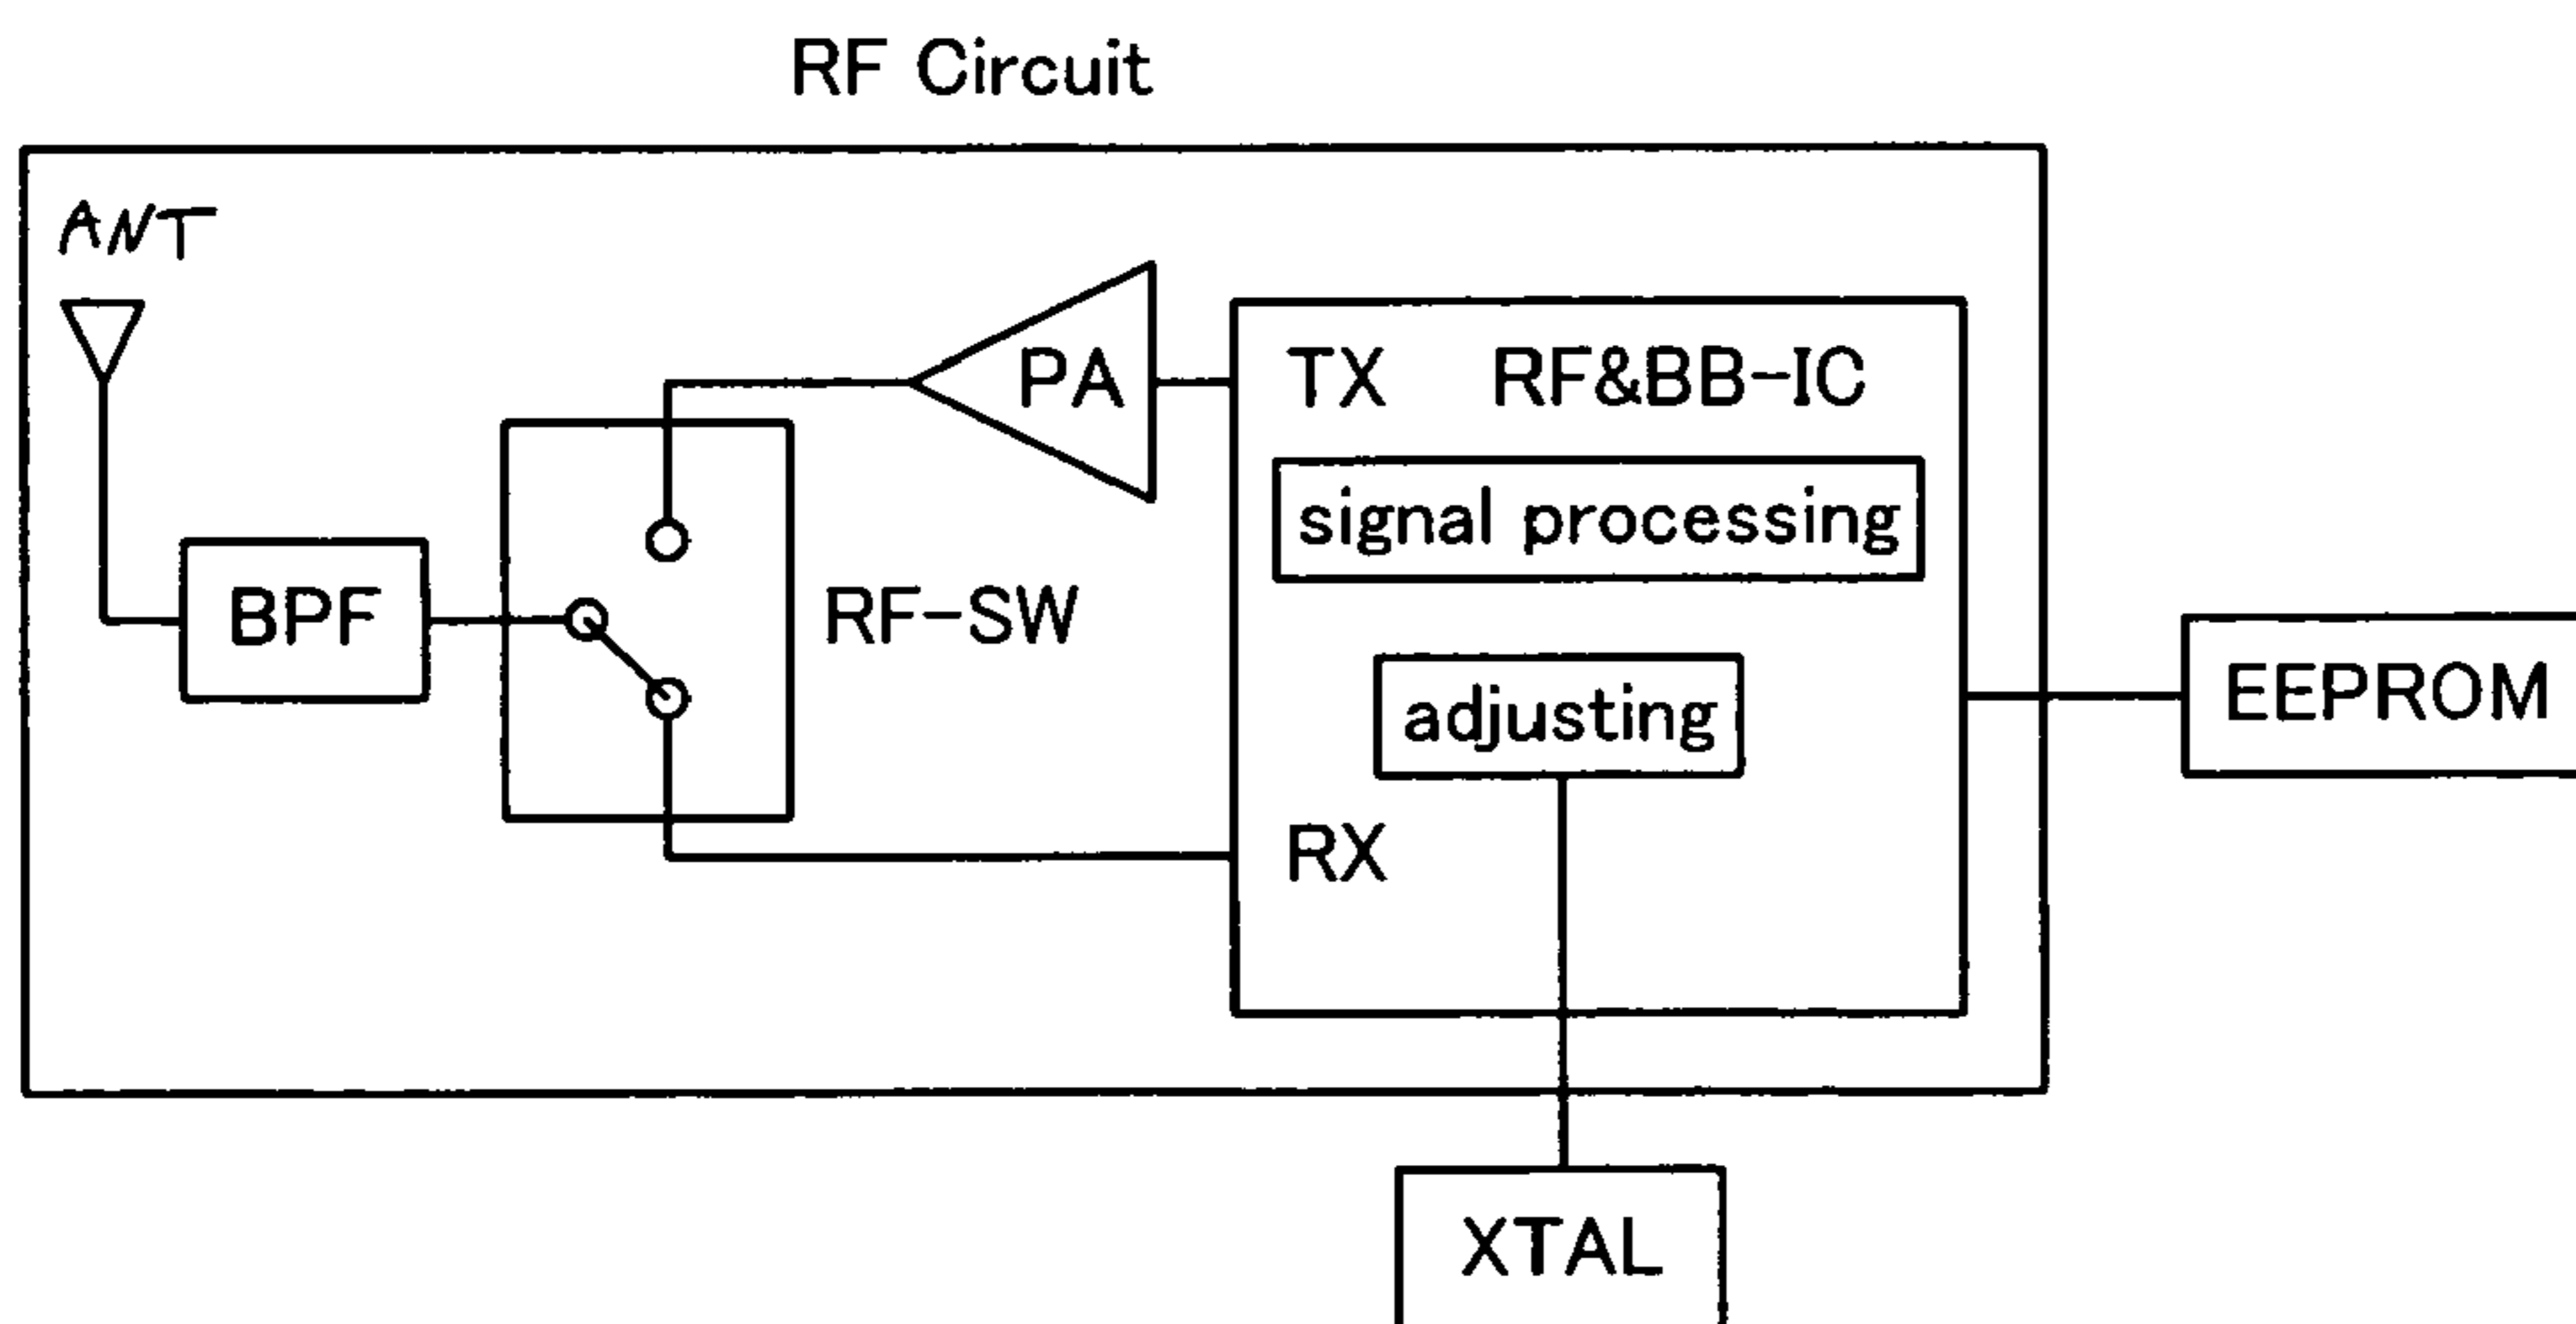 RF Circuit
ANT
PA
TX RF&BB-IC
signal processing
BPF
RF-SW
adjusting
EEPROM
RX
XTAL